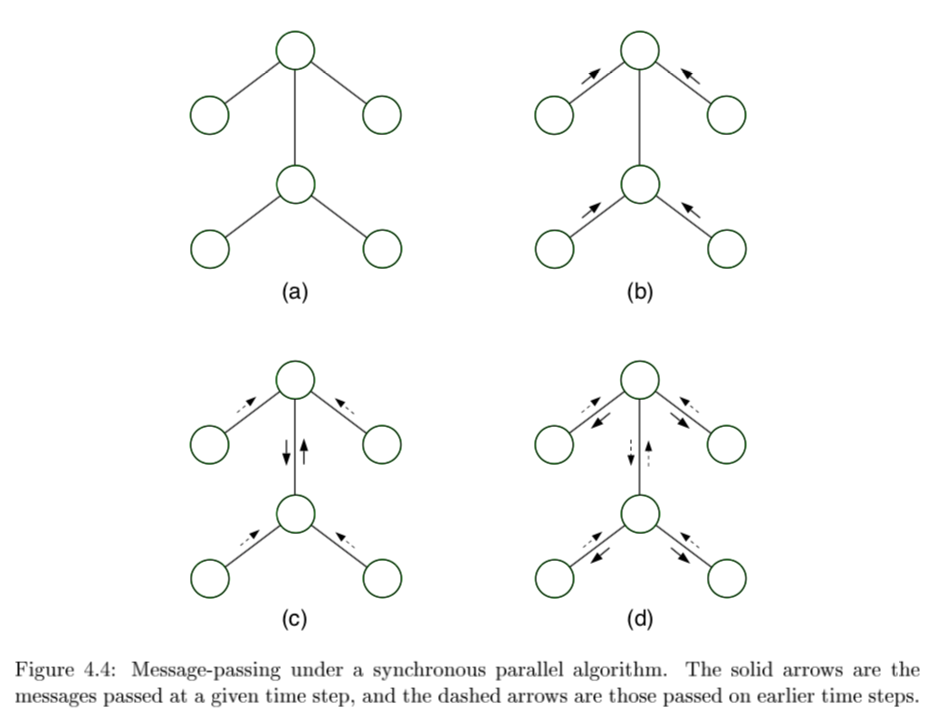 (a)
(b)
(c)
(d)
Figure 4.4: Message-passing under a synchronous parallel algorithm. The solid arrows are the
messages passed at a given time step, and the dashed arrows are those passed on earlier time steps.